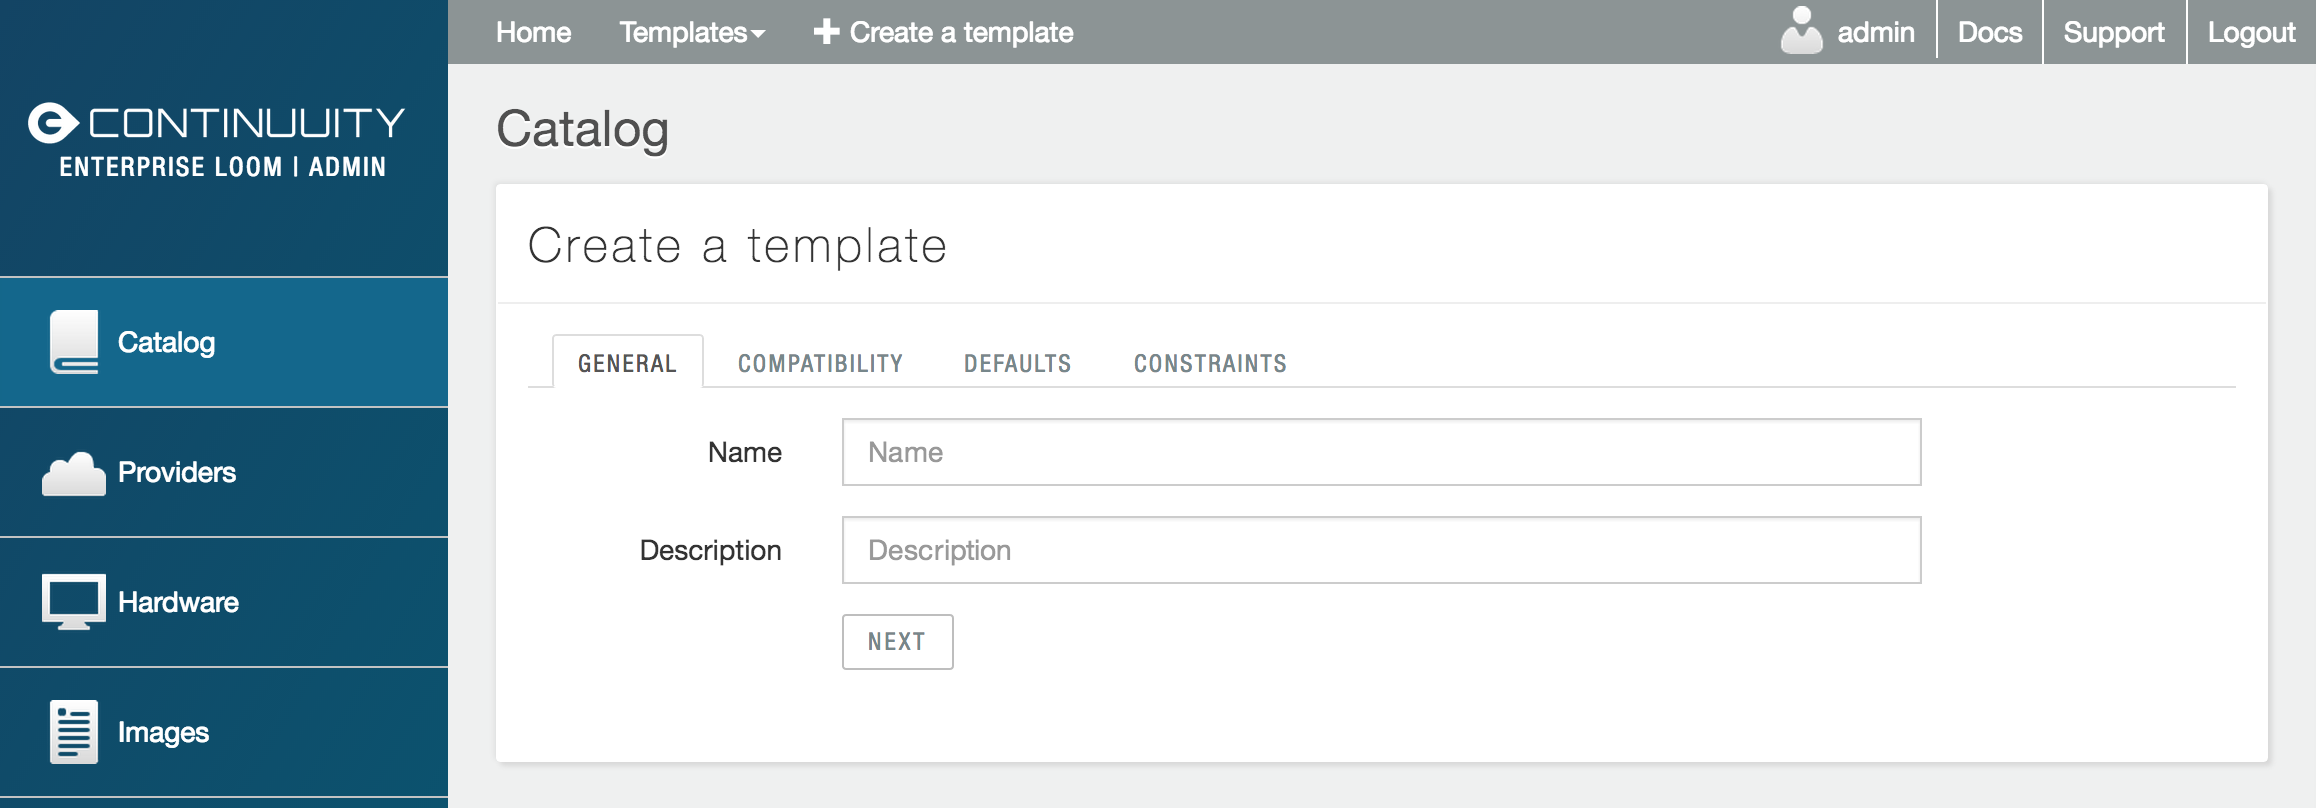 Home Templates Create a template admin Docs Support Logout
CONTINUUITY
ENTERPRISE LOOM | ADMIN
Catalog
Providers
Hardware
Images
Catalog
Create a template
GENERAL COMPATIBILITY DEFAULTS CONSTRAINTS
Name Name
Description Description
NEXT